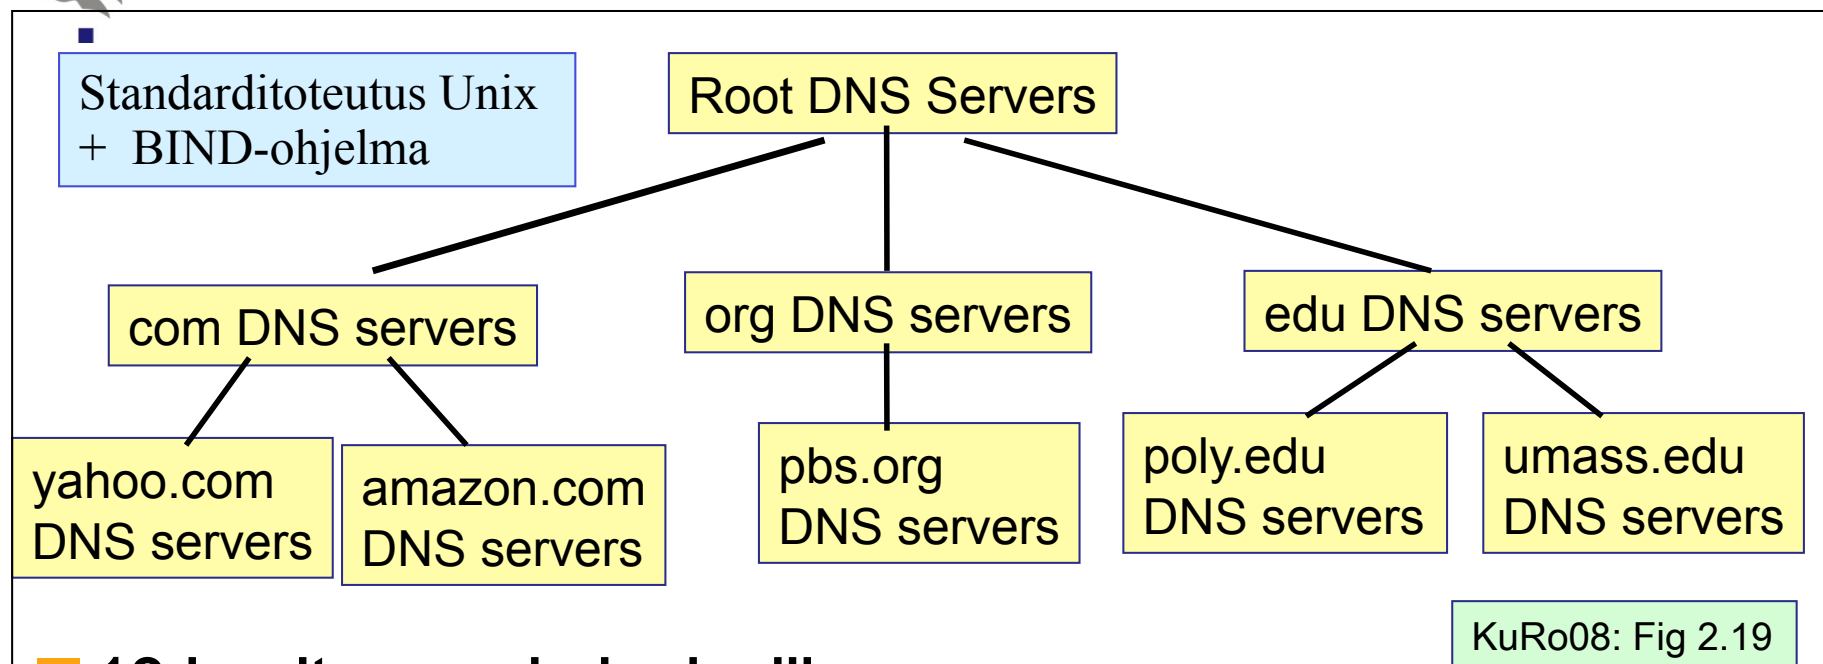 Standarditoteutus Unix
+ BIND-ohjelma
Root DNS Servers
com DNS servers
org DNS servers
edu DNS servers
yahoo.com
DNS servers
amazon.com
DNS servers
pbs.org
DNS servers
poly.edu
DNS servers
umass.edu
DNS servers
KuRo08: Fig 2.19